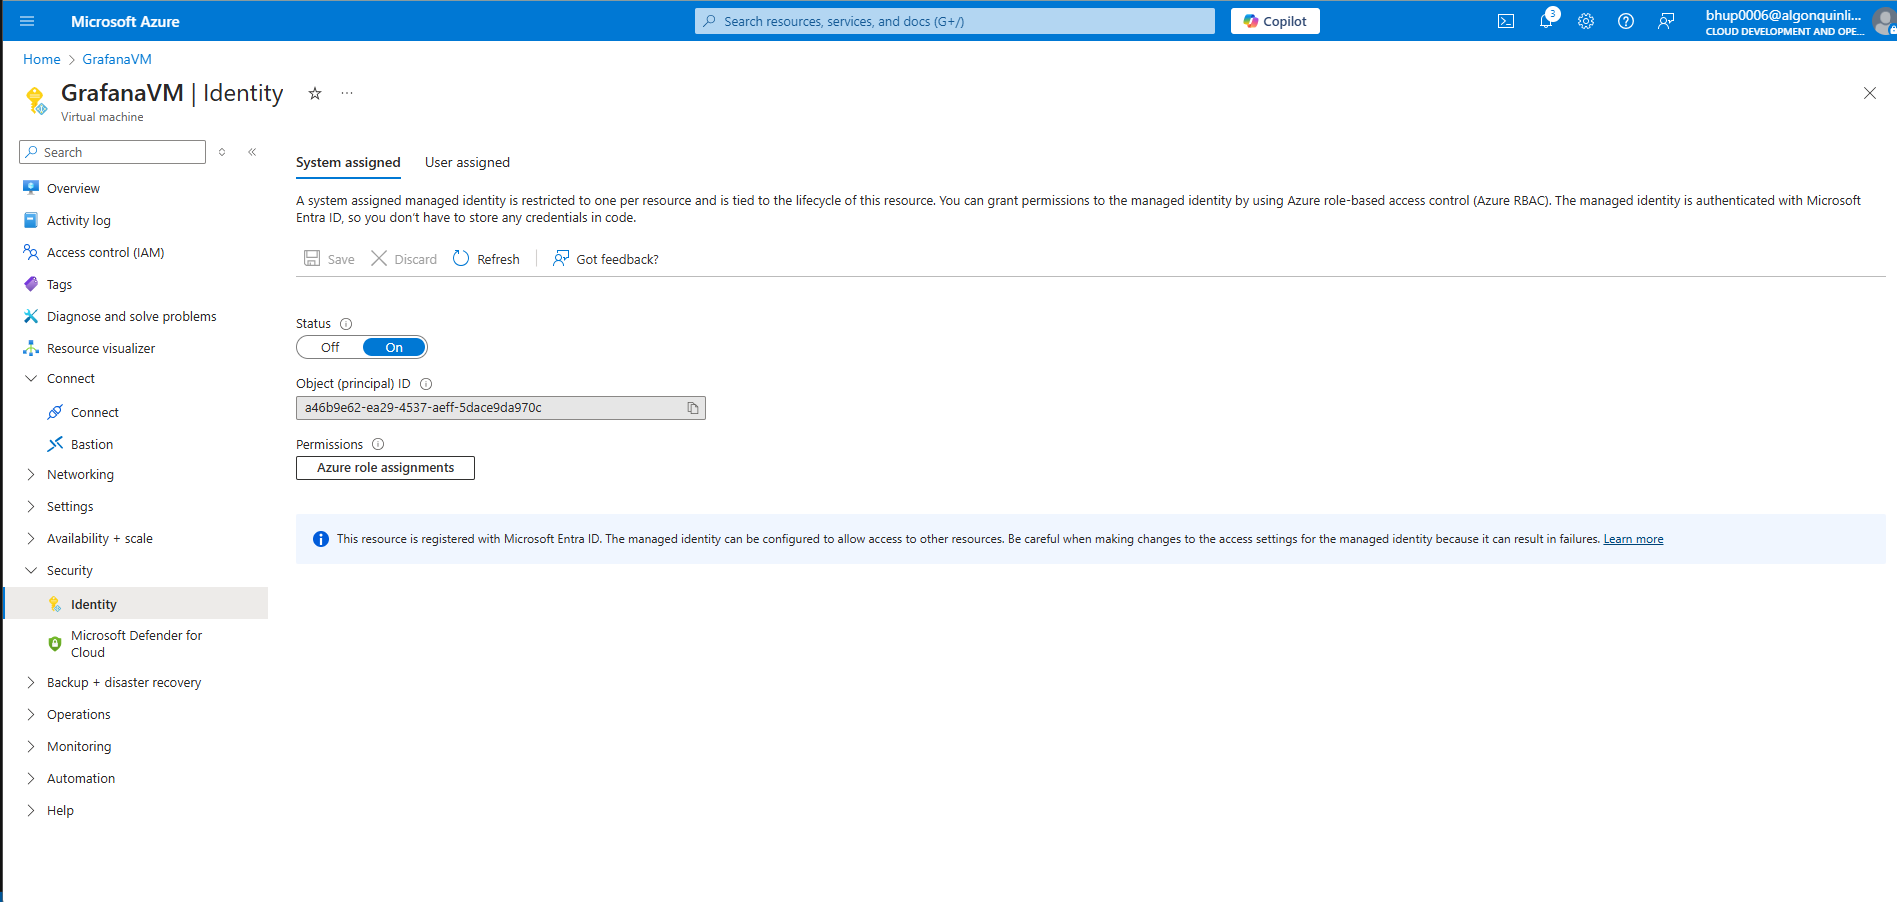 Microsoft Azure
Search resources, services, and docs (G+/)
Copilot
3
bhup0006@algonquinli...
CLOUD DEVELOPMENT AND OPE...
Home > GrafanaVM
GrafanaVM | Identity
Virtual machine
Search
Overview
Activity log
Access control (IAM)
Tags
Diagnose and solve problems
Resource visualizer
Connect
Connect
Bastion
Networking
Settings
Availability + scale
Security
Identity
Microsoft Defender for
Cloud
Backup + disaster recovery
Operations
Monitoring
Automation
Help
System assigned
User assigned
A system assigned managed identity is restricted to one per resource and is tied to the lifecycle of this resource. You can grant permissions to the managed identity by using Azure role-based access control (Azure RBAC). The managed identity is authenticated with Microsoft
Entra ID, so you don't have to store any credentials in code.
Save
Discard
Refresh
Got feedback?
Status
Off
On
Object (principal) ID
a46b9e62-ea29-4537-aeff-5dace9da970c
Permissions
Azure role assignments
This resource is registered with Microsoft Entra ID. The managed identity can be configured to allow access to other resources. Be careful when making changes to the access settings for the managed identity because it can result in failures. Learn more